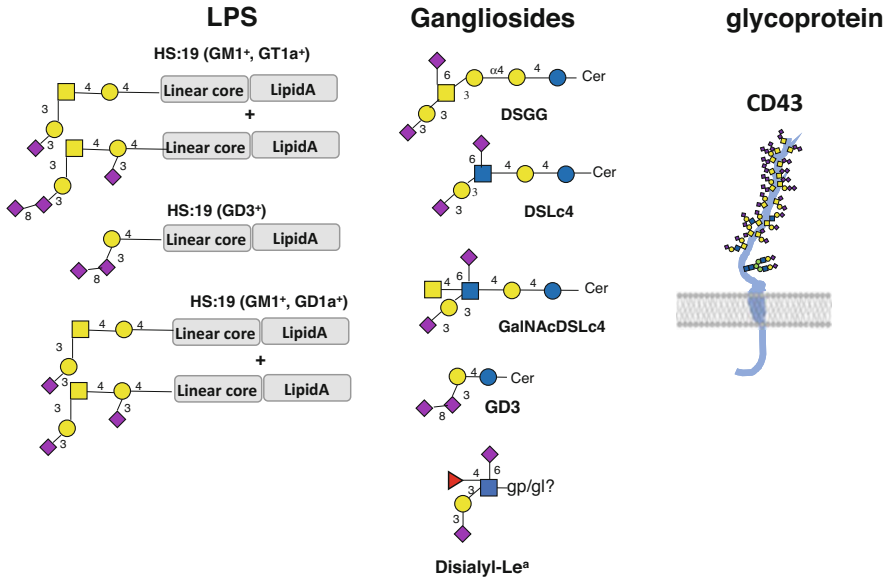 LPS
HS:19 (GM1⁺, GT1a⁺)
4 4
Linear core LipidA
3
+
3
4 4
Linear core LipidA
3
3
3
8
HS:19 (GD3⁺)
4
Linear core LipidA
3
8
HS:19 (GM1⁺, GD1a⁺)
4 4
Linear core LipidA
3
+
3
4 4
Linear core LipidA
3
3
3
Gangliosides
α4 4 Cer
6
3
3
DSGG
6
4 4 Cer
3
3
DSLc4
4 6 4 4 Cer
3
3
GalNAcDSLc4
4 Cer
3
8
GD3
4 6
3 gp/gl?
3
Disialyl-Leᵃ
glycoprotein
CD43